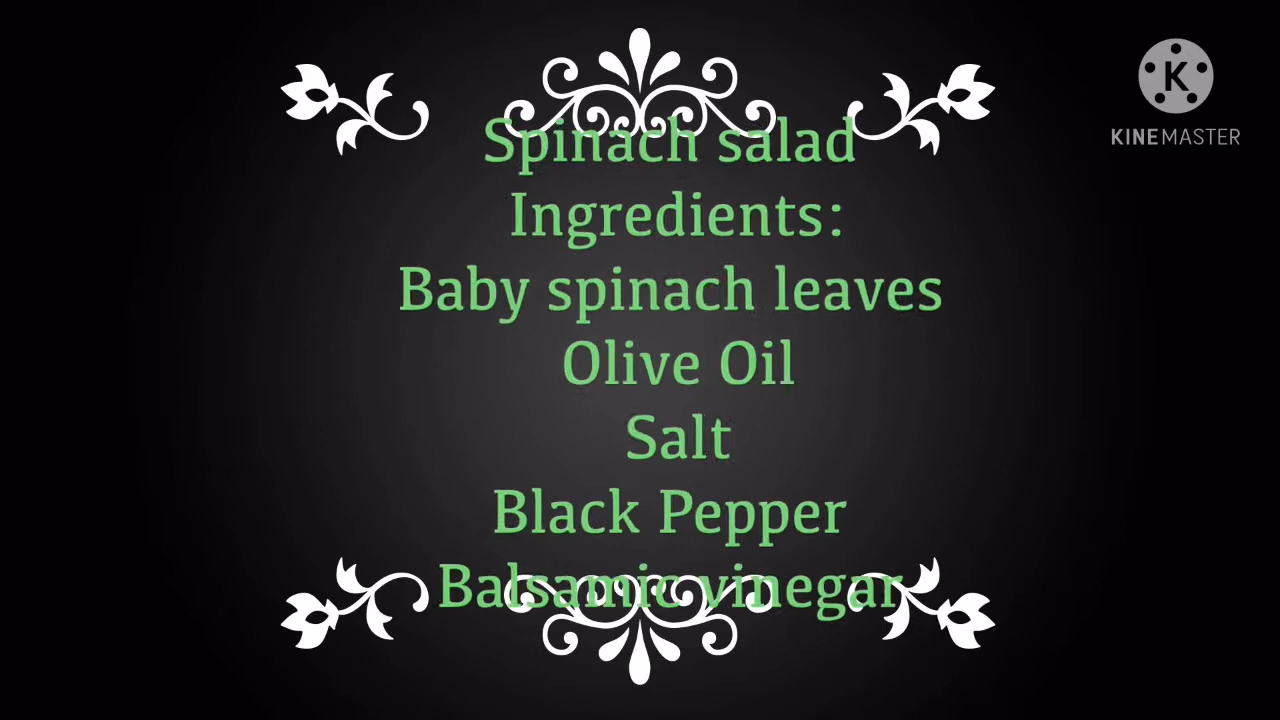 Spinach salad
Ingredients:
Baby spinach leaves
Olive Oil
Salt
Black Pepper
Balsamic vinegar
K
KINEMASTER